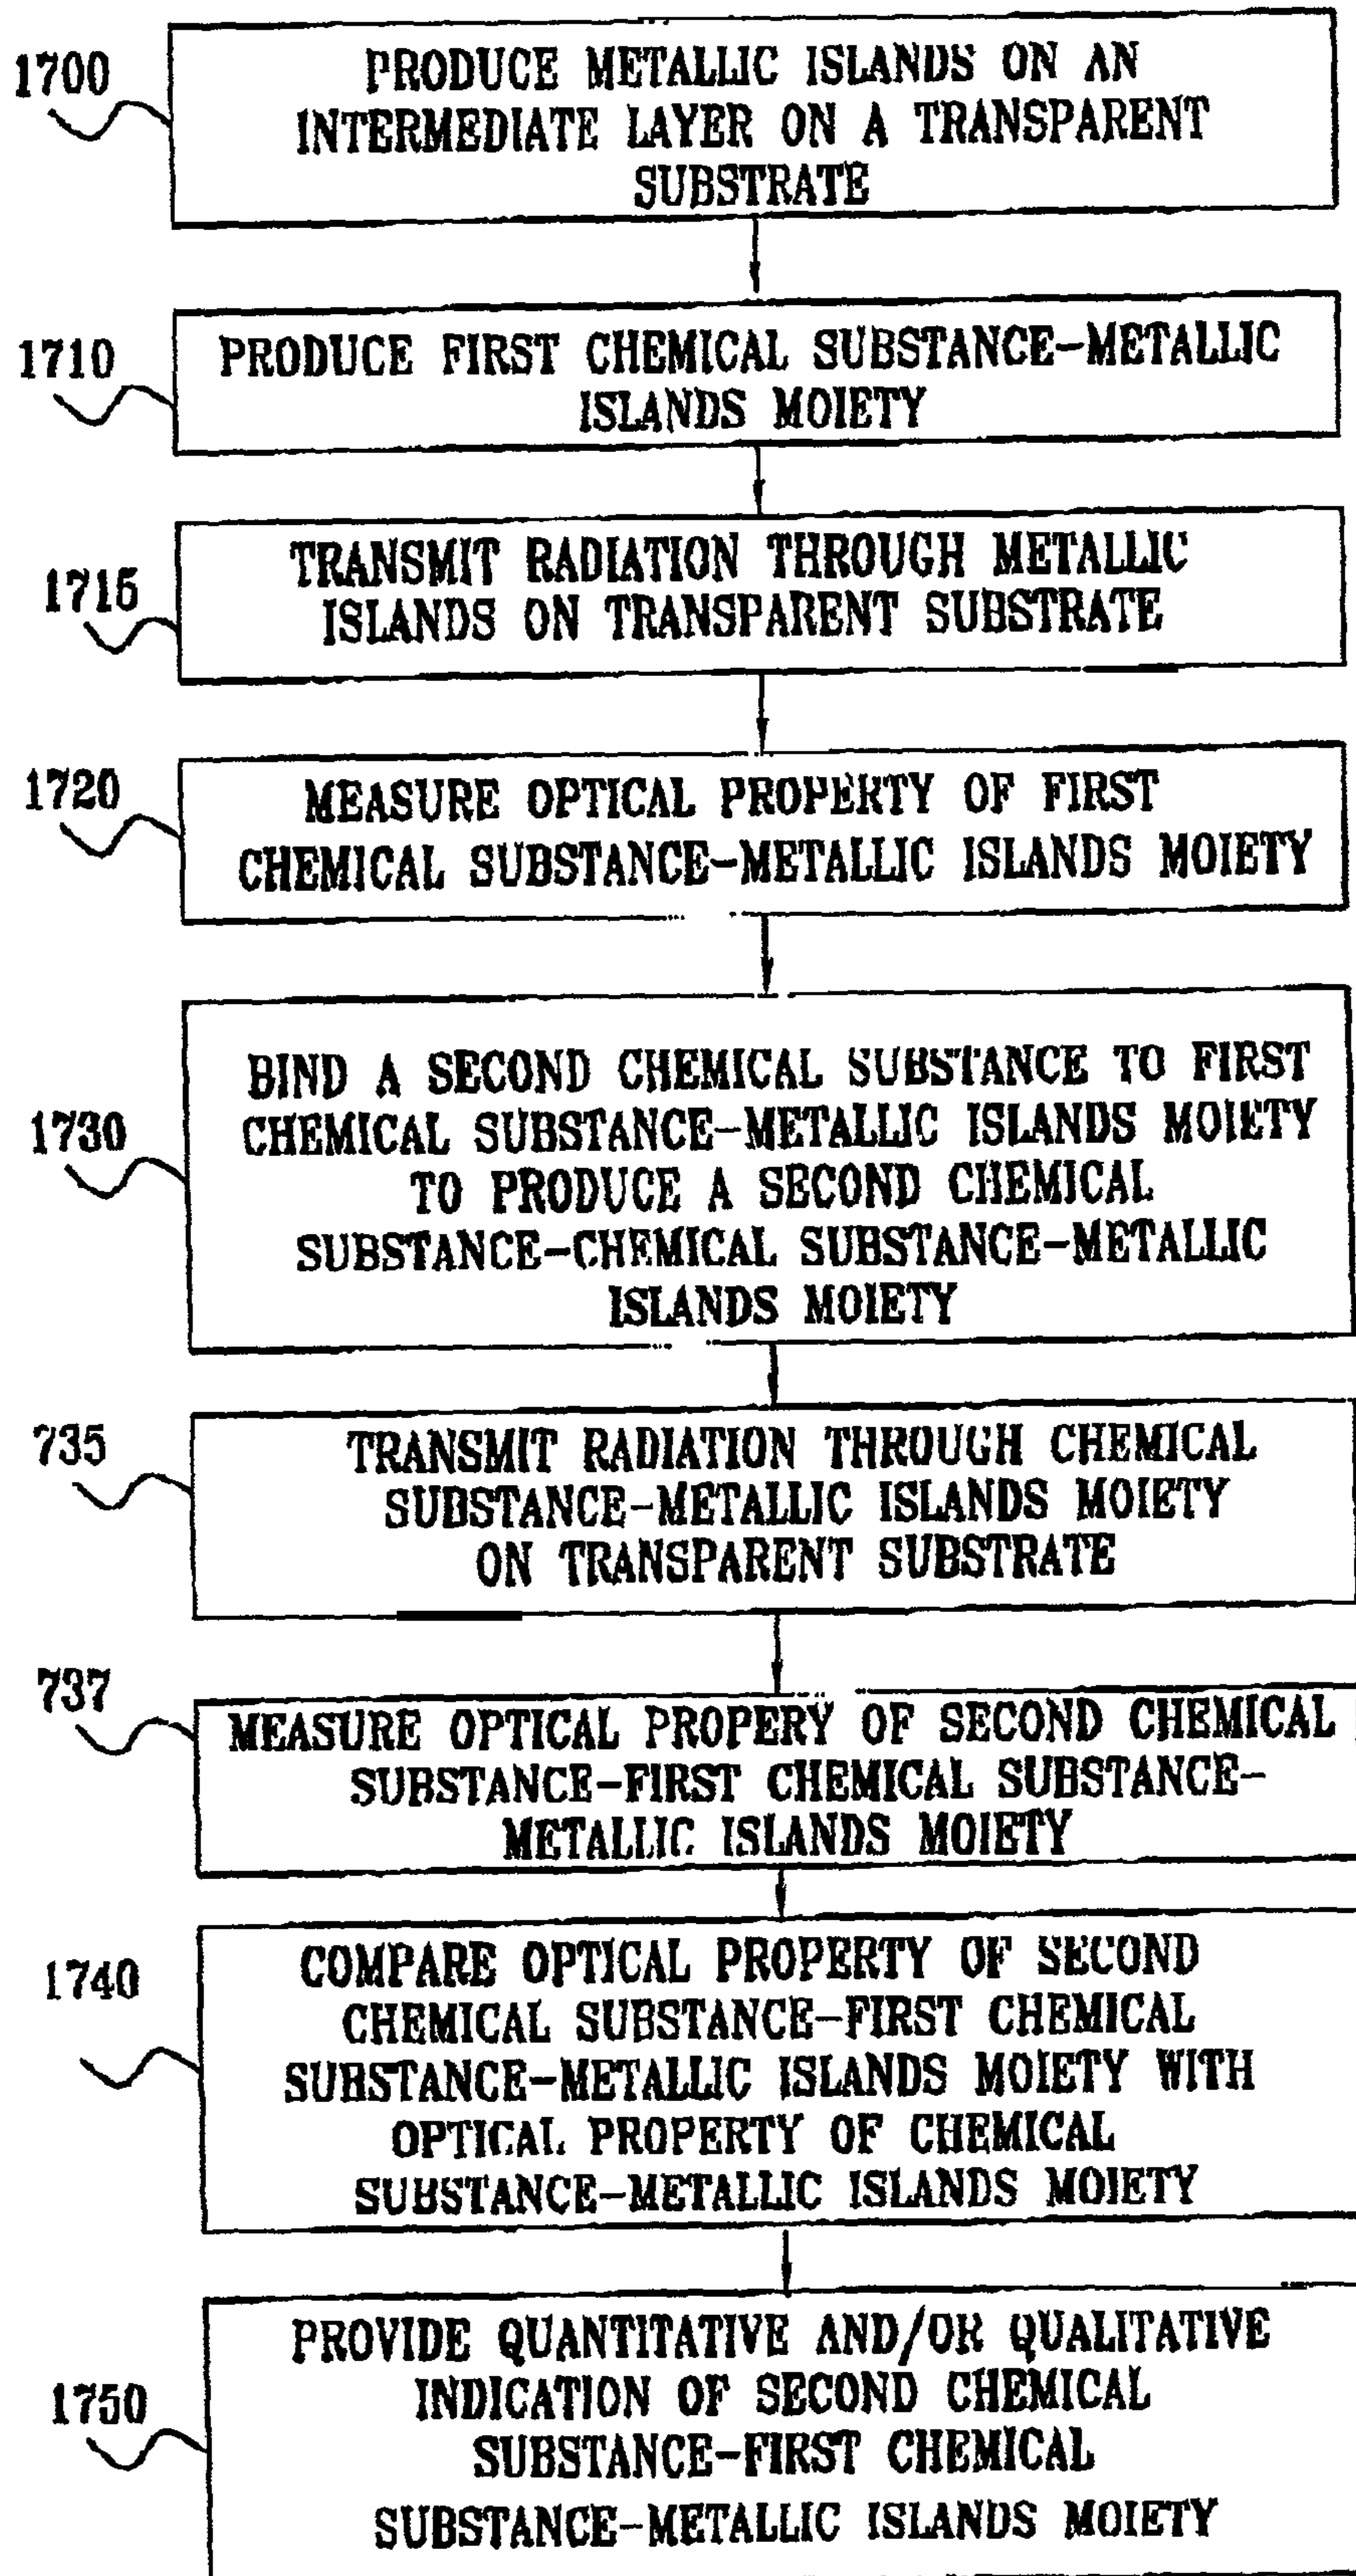 1700
PRODUCE METALLIC ISLANDS ON AN
INTERMEDIATE LAYER ON A TRANSPARENT
SUBSTRATE
1710
PRODUCE FIRST CHEMICAL SUBSTANCE-METALLIC
ISLANDS MOIETY
1715
TRANSMIT RADIATION THROUGH METALLIC
ISLANDS ON TRANSPARENT SUBSTRATE
1720
MEASURE OPTICAL PROPERTY OF FIRST
CHEMICAL SUBSTANCE-METALLIC ISLANDS MOIETY
1730
BIND A SECOND CHEMICAL SUBSTANCE TO FIRST
CHEMICAL SUBSTANCE-METALLIC ISLANDS MOIETY
TO PRODUCE A SECOND CHEMICAL
SUBSTANCE-CHEMICAL SUBSTANCE-METALLIC
ISLANDS MOIETY
735
TRANSMIT RADIATION THROUGH CHEMICAL
SUBSTANCE-METALLIC ISLANDS MOIETY
ON TRANSPARENT SUBSTRATE
737
MEASURE OPTICAL PROPERY OF SECOND CHEMICAL
SUBSTANCE-FIRST CHEMICAL SUBSTANCE-
METALLIC ISLANDS MOIETY
1740
COMPARE OPTICAL PROPERTY OF SECOND
CHEMICAL SUBSTANCE-FIRST CHEMICAL
SUBSTANCE-METALLIC ISLANDS MOIETY WITH
OPTICAL PROPERTY OF CHEMICAL
SUBSTANCE-METALLIC ISLANDS MOIETY
1750
PROVIDE QUANTITATIVE AND/OR QUALITATIVE
INDICATION OF SECOND CHEMICAL
SUBSTANCE-FIRST CHEMICAL
SUBSTANCE-METALLIC ISLANDS MOIETY